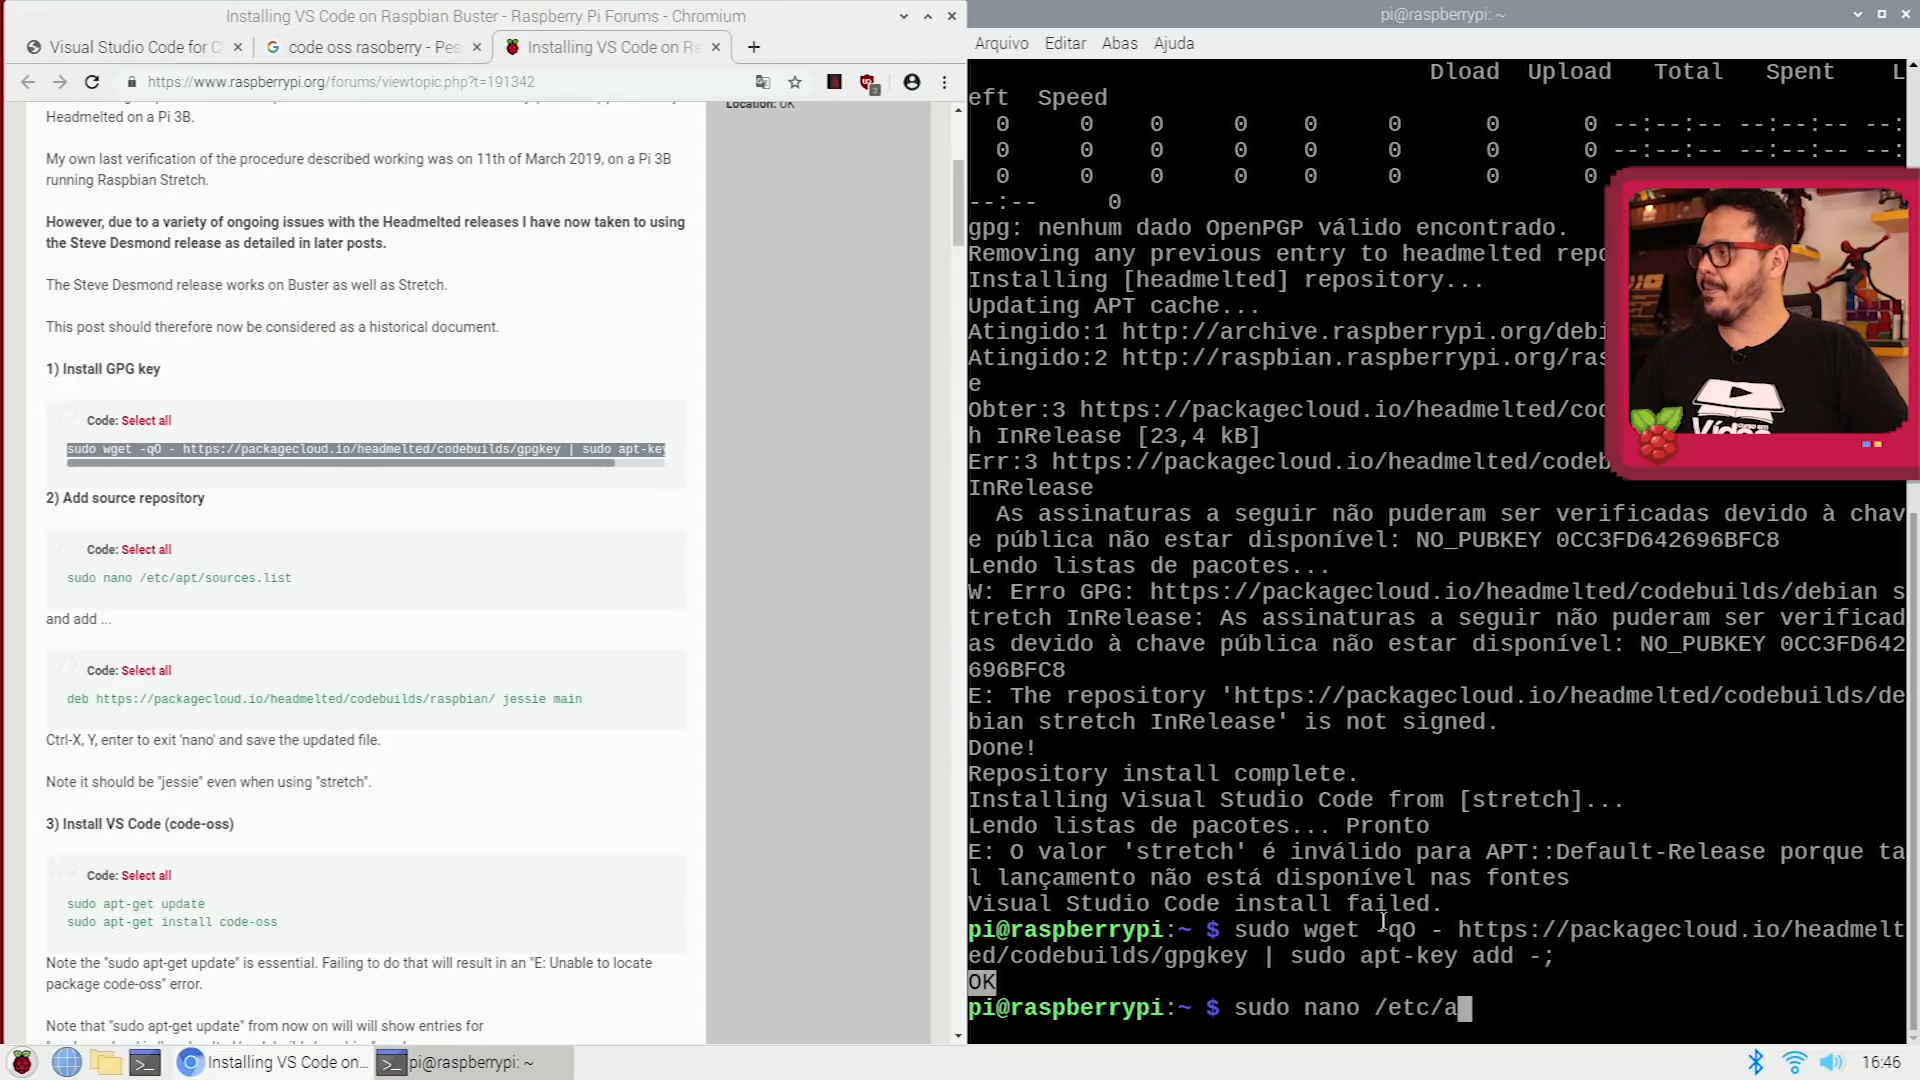 Installing VS Code on Raspbian Buster - Raspberry Pi Forums - Chromium
Visual Studio Code for C
code oss rasoberry - Pes
Installing VS Code on Ra
https://www.raspberrypi.org/forums/viewtopic.php?t=191342
2
Location: UK
Headmelted on a Pi 3B.
My own last verification of the procedure described working was on 11th of March 2019, on a Pi 3B
running Raspbian Stretch.
However, due to a variety of ongoing issues with the Headmelted releases I have now taken to using
the Steve Desmond release as detailed in later posts.
The Steve Desmond release works on Buster as well as Stretch.
This post should therefore now be considered as a historical document.
1) Install GPG key
Code: Select all
sudo wget -qO - https://packagecloud.io/headmelted/codebuilds/gpgkey | sudo apt-key
2) Add source repository
Code: Select all
sudo nano /etc/apt/sources.list
and add ...
Code: Select all
deb https://packagecloud.io/headmelted/codebuilds/raspbian/ jessie main
Ctrl-X, Y, enter to exit 'nano' and save the updated file.
Note it should be "jessie" even when using "stretch".
3) Install VS Code (code-oss)
Code: Select all
sudo apt-get update
sudo apt-get install code-oss
Note the "sudo apt-get update" is essential. Failing to do that will result in an "E: Unable to locate
package code-oss" error.
Note that "sudo apt-get update" from now on will will show entries for
pi@raspberrypi: ~
Arquivo Editar Abas Ajuda
Dload Upload Total Spent L
eft Speed
0 0 0 0 0 0 0 0 --:--:-- --:--:-- --:
0 0 0 0 0 0 0 0 --:--:-- --:--:-- --:
0 0 0 0 0 0 0 0
--:-- 0
gpg: nenhum dado OpenPGP válido encontrado.
Removing any previous entry to headmelted repo
Installing [headmelted] repository...
Updating APT cache...
Atingido:1 http://archive.raspberrypi.org/debi
Atingido:2 http://raspbian.raspberrypi.org/ras
e
Obter:3 https://packagecloud.io/headmelted/cod
h InRelease [23,4 kB]
Err:3 https://packagecloud.io/headmelted/codeb
InRelease
As assinaturas a seguir não puderam ser verificadas devido à chav
e pública não estar disponível: NO_PUBKEY 0CC3FD642696BFC8
Lendo listas de pacotes...
W: Erro GPG: https://packagecloud.io/headmelted/codebuilds/debian s
tretch InRelease: As assinaturas a seguir não puderam ser verificad
as devido à chave pública não estar disponível: NO_PUBKEY 0CC3FD642
696BFC8
E: The repository 'https://packagecloud.io/headmelted/codebuilds/de
bian stretch InRelease' is not signed.
Done!
Repository install complete.
Installing Visual Studio Code from [stretch]...
Lendo listas de pacotes... Pronto
E: O valor 'stretch' é inválido para APT::Default-Release porque ta
l lançamento não está disponível nas fontes
Visual Studio Code install failed.
pi@raspberrypi:~ $ sudo wget -qO - https://packagecloud.io/headmelt
ed/codebuilds/gpgkey | sudo apt-key add -;
OK
pi@raspberrypi:~ $ sudo nano /etc/a
Vídeo
Installing VS Code on...
pi@raspberrypi: ~
16:46